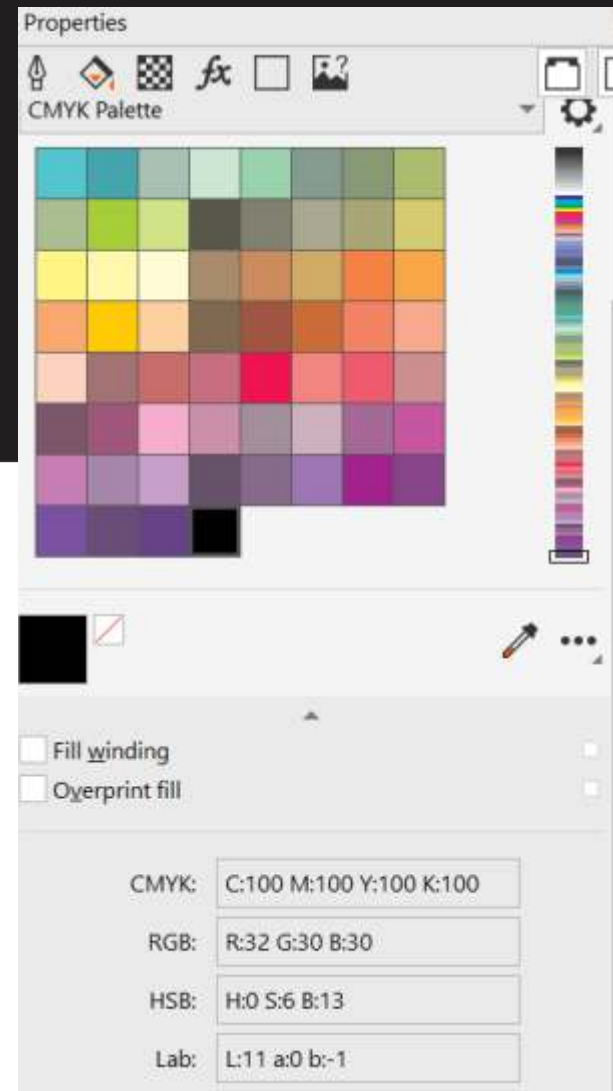 Properties
fx
?
CMYK Palette
Fill winding
Overprint fill
CMYK: C:100 M:100 Y:100 K:100
RGB: R:32 G:30 B:30
HSB: H:0 S:6 B:13
Lab: L:11 a:0 b:-1